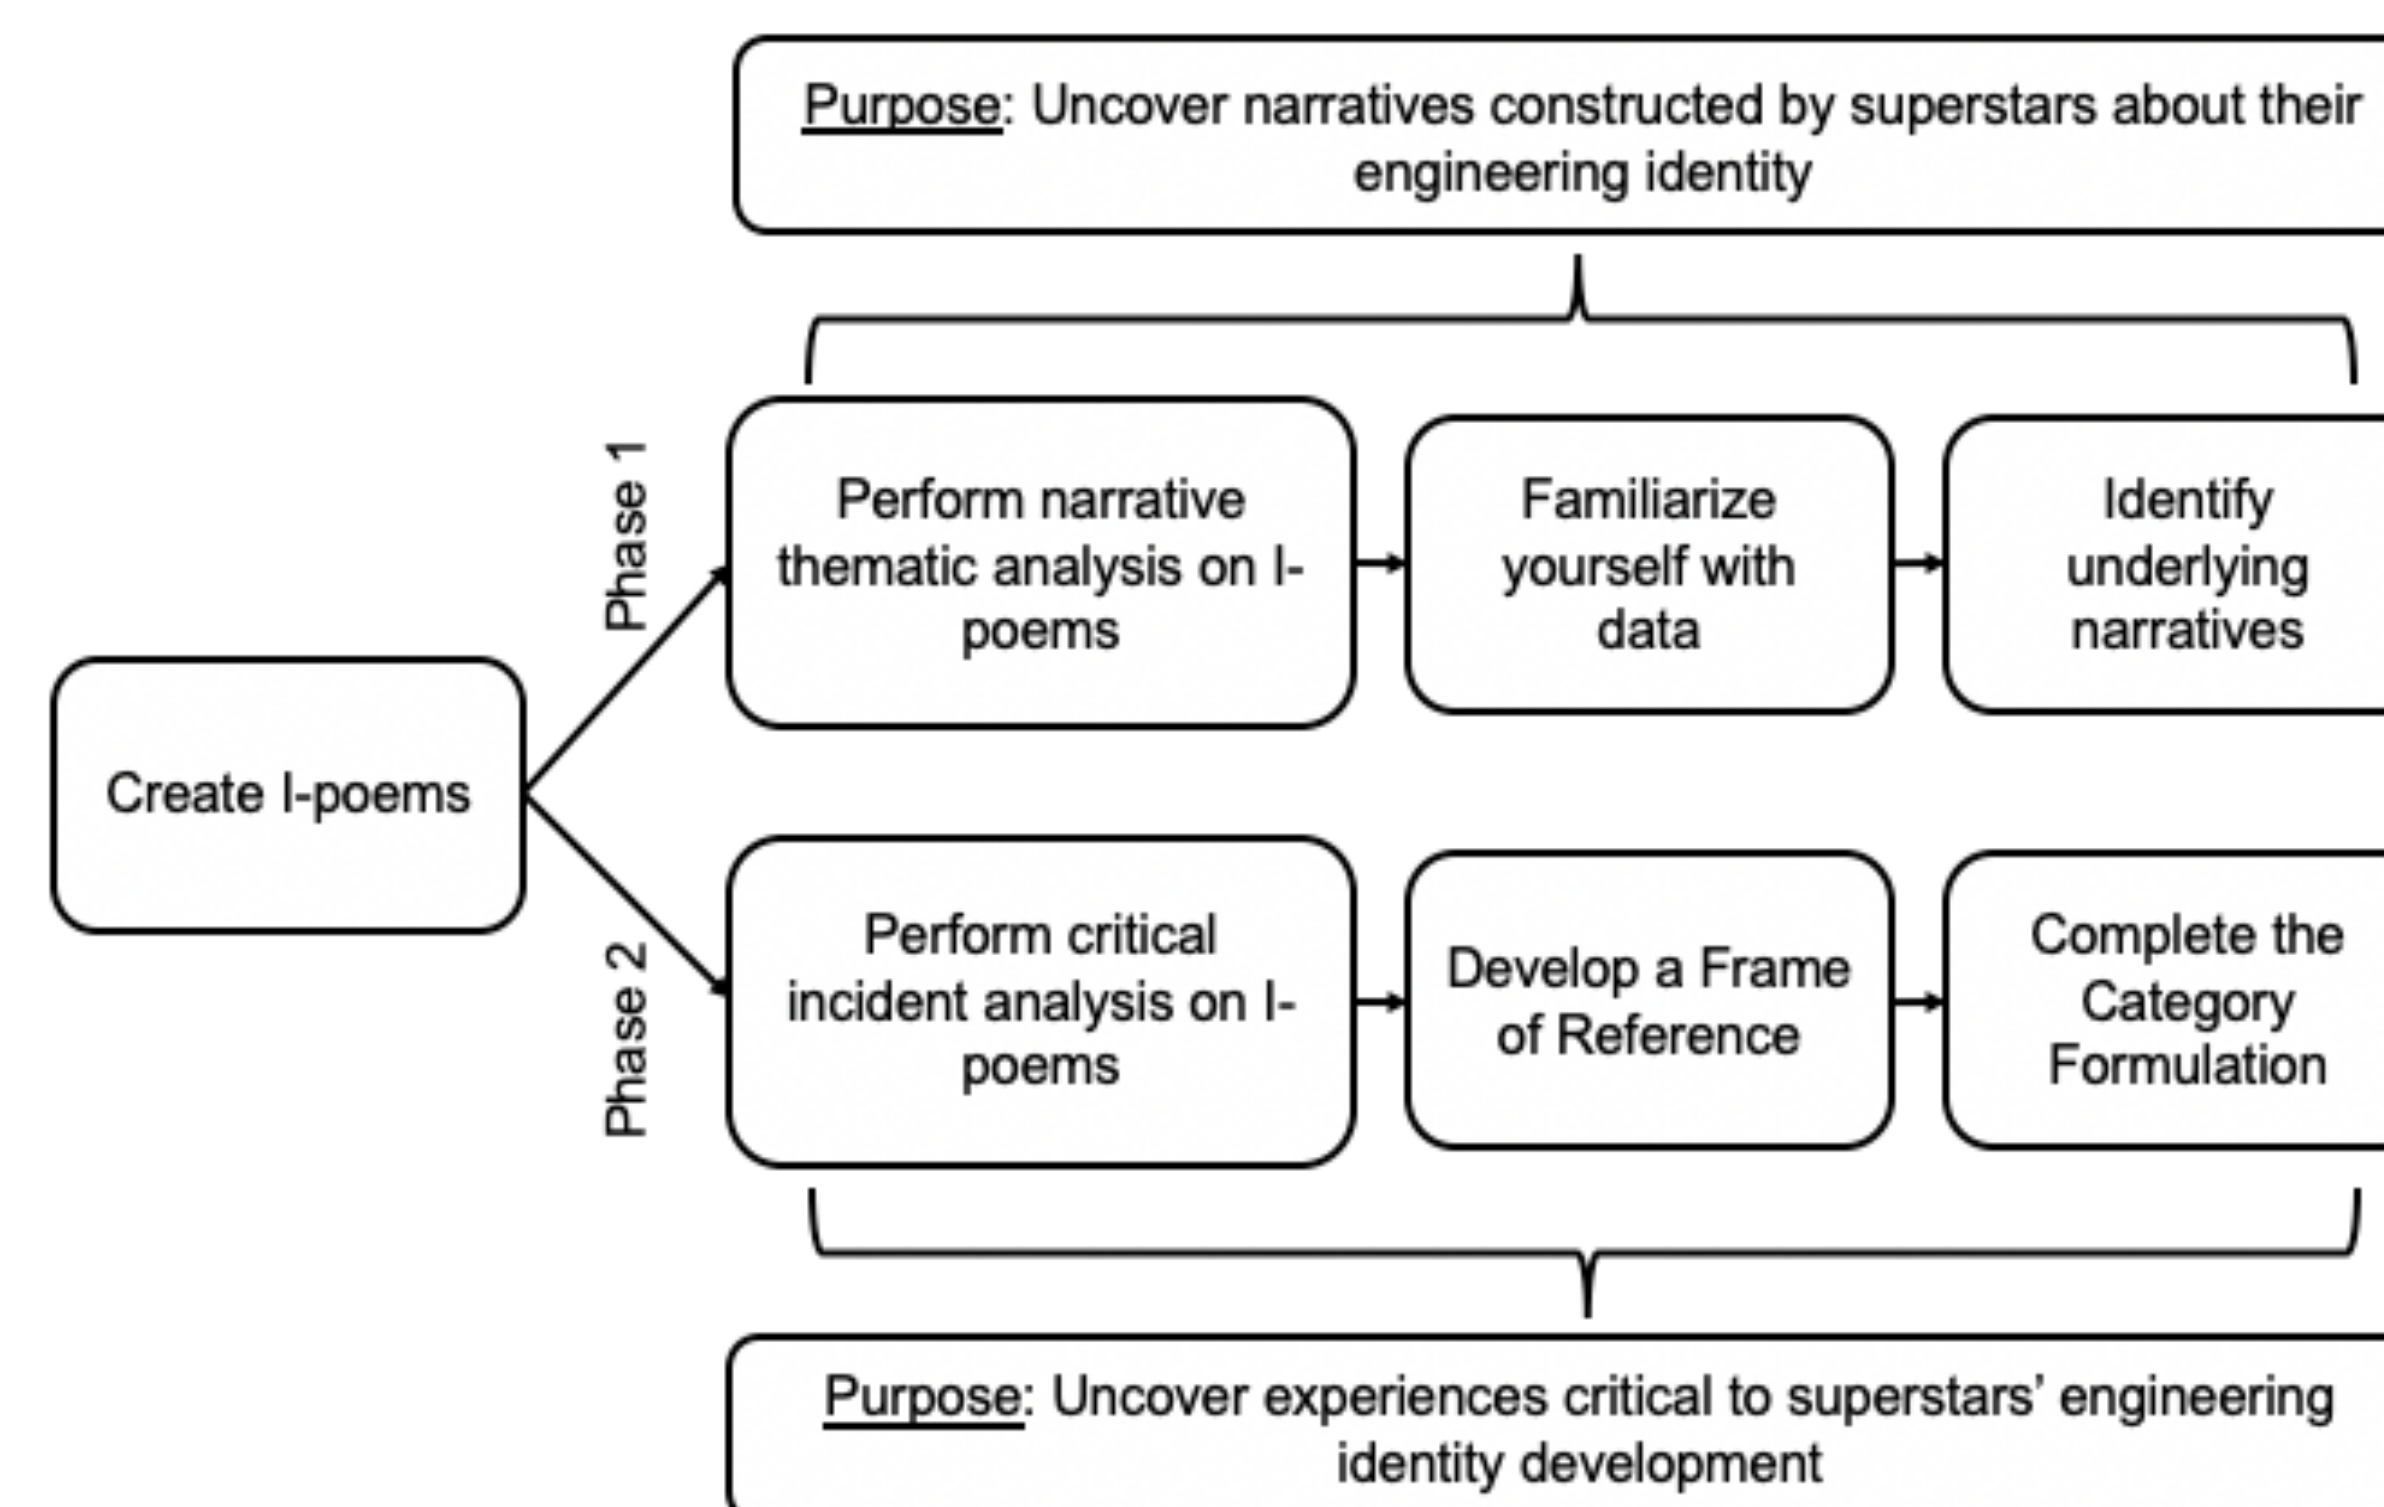 Purpose: Uncover narratives constructed by superstars about their
engineering identity
Phase 1
Perform narrative
thematic analysis on I-
poems
Familiarize
yourself with
data
Identify
underlying
narratives
Create I-poems
Phase 2
Perform critical
incident analysis on I-
poems
Develop a Frame
of Reference
Complete the
Category
Formulation
Purpose: Uncover experiences critical to superstars’ engineering
identity development